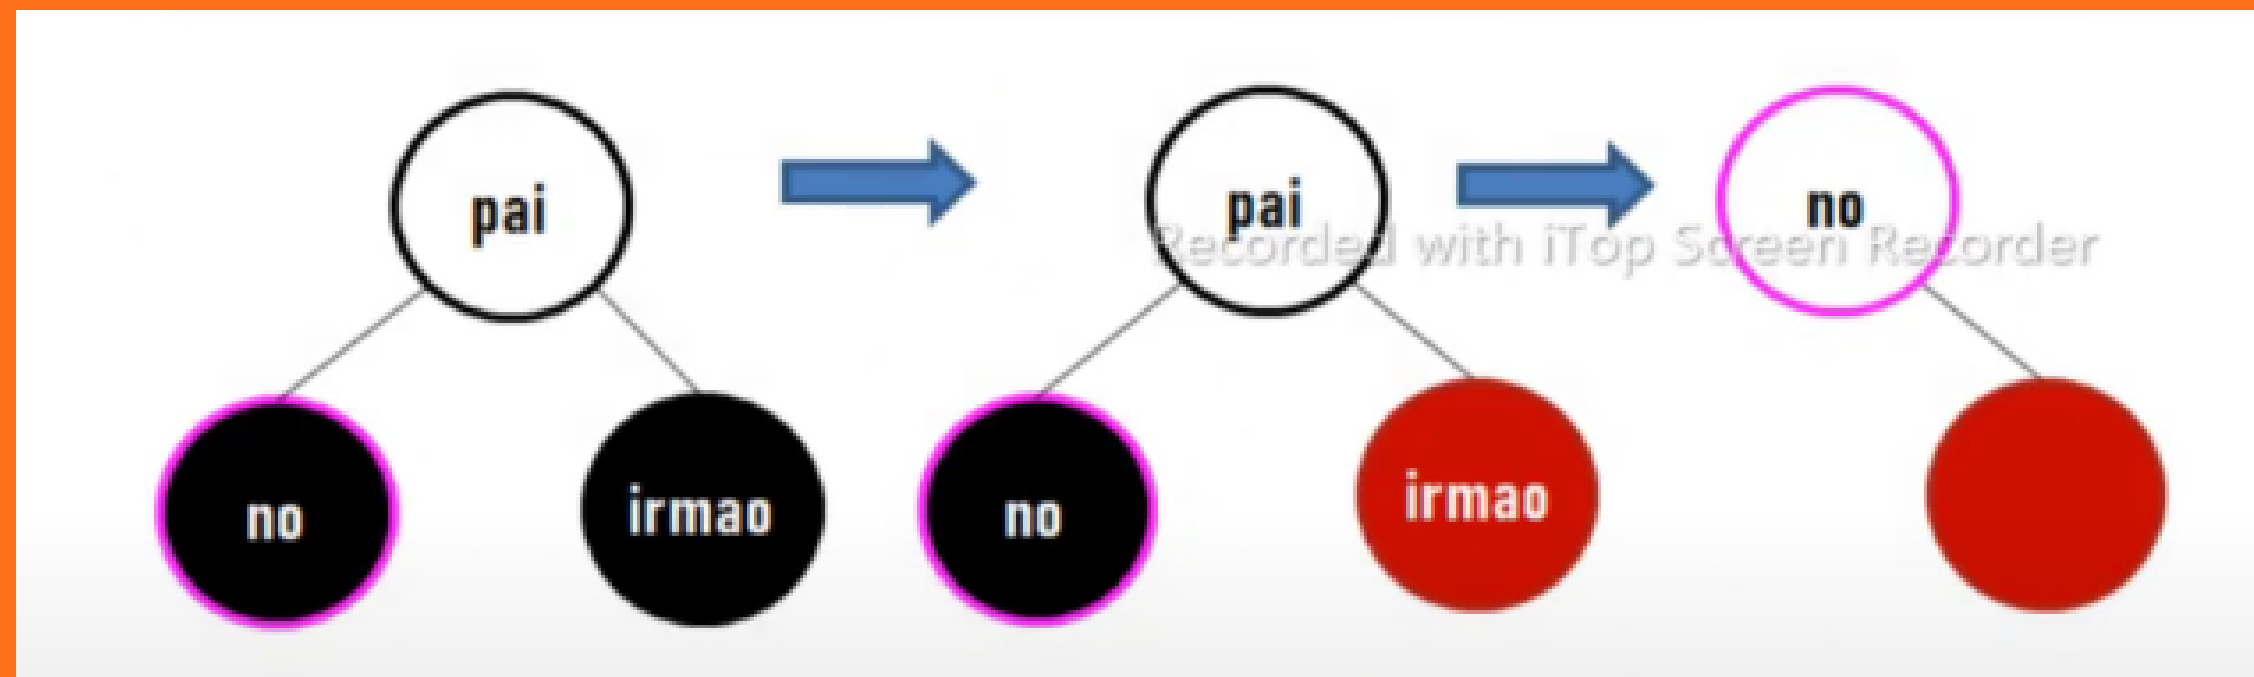 pai
pai
no
Recorded with iTop Screen Recorder
no
irmao
no
irmao